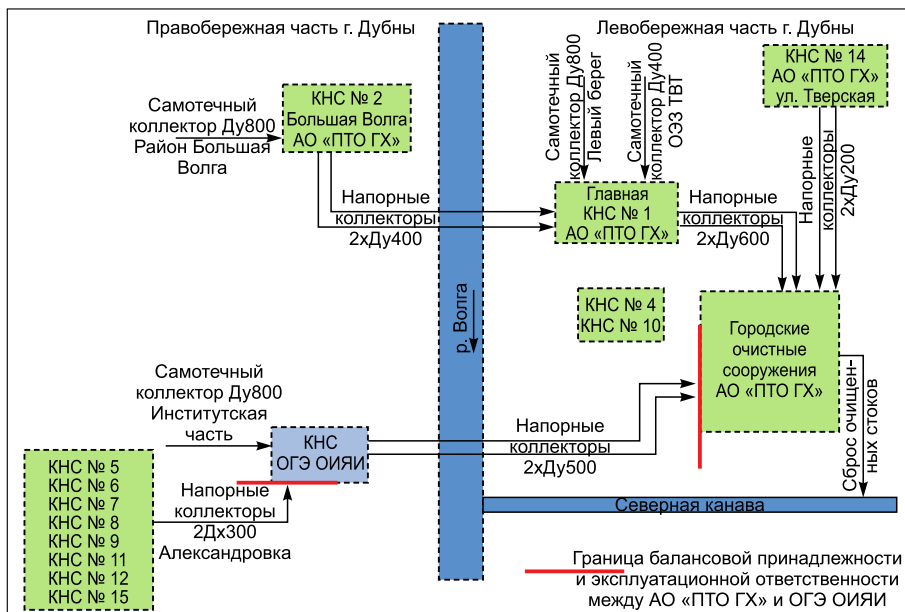 Правобережная часть г. Дубны
Левобережная часть г. Дубны
КНС № 2
Большая Волга
АО «ПТО ГХ»
Самотечный
коллектор Ду800
Район Большая
Волга
Напорные
коллекторы
2хДу400
Самотечный
коллектор Ду800
Левый берег
Самотечный
коллектор Ду400
ОЭЗ ТВТ
КНС № 14
АО «ПТО ГХ»
ул. Тверская
Главная
КНС № 1
АО «ПТО ГХ»
Напорные
коллекторы
2хДу600
Напорные
коллекторы
2хДу200
р. Волга
КНС № 4
КНС № 10
Городские
очистные
сооружения
АО «ПТО ГХ»
Самотечный
коллектор Ду800
Институтская
часть
КНС
ОГЭ ОИЯИ
Напорные
коллекторы
2хДу500
Сброс очищен-
ных стоков
КНС № 5
КНС № 6
КНС № 7
КНС № 8
КНС № 9
КНС № 11
КНС № 12
КНС № 15
Напорные
коллекторы
2Дх300
Александровка
Северная канава
Граница балансовой принадлежности
и эксплуатационной ответственности
между АО «ПТО ГХ» и ОГЭ ОИЯИ